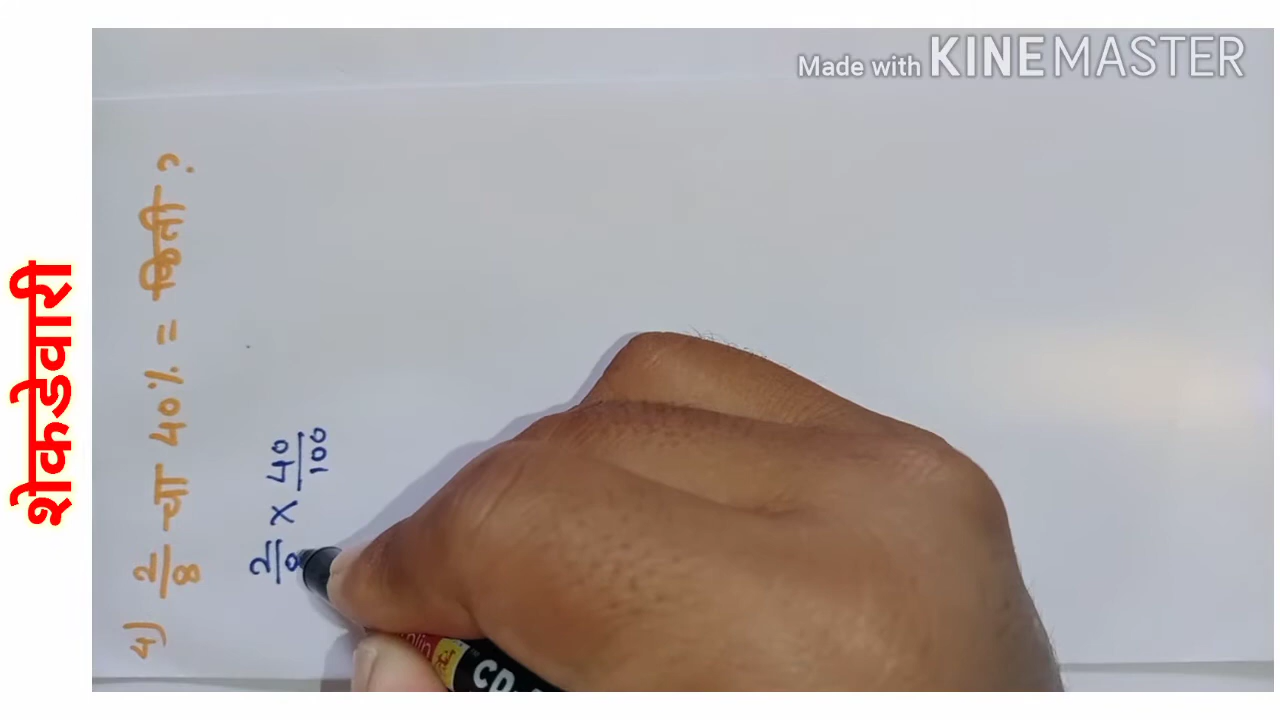 Made with KINEMASTER
शेकडेवारी
4) 2/8 चा 40% = किती ?
2/8 × 40/100